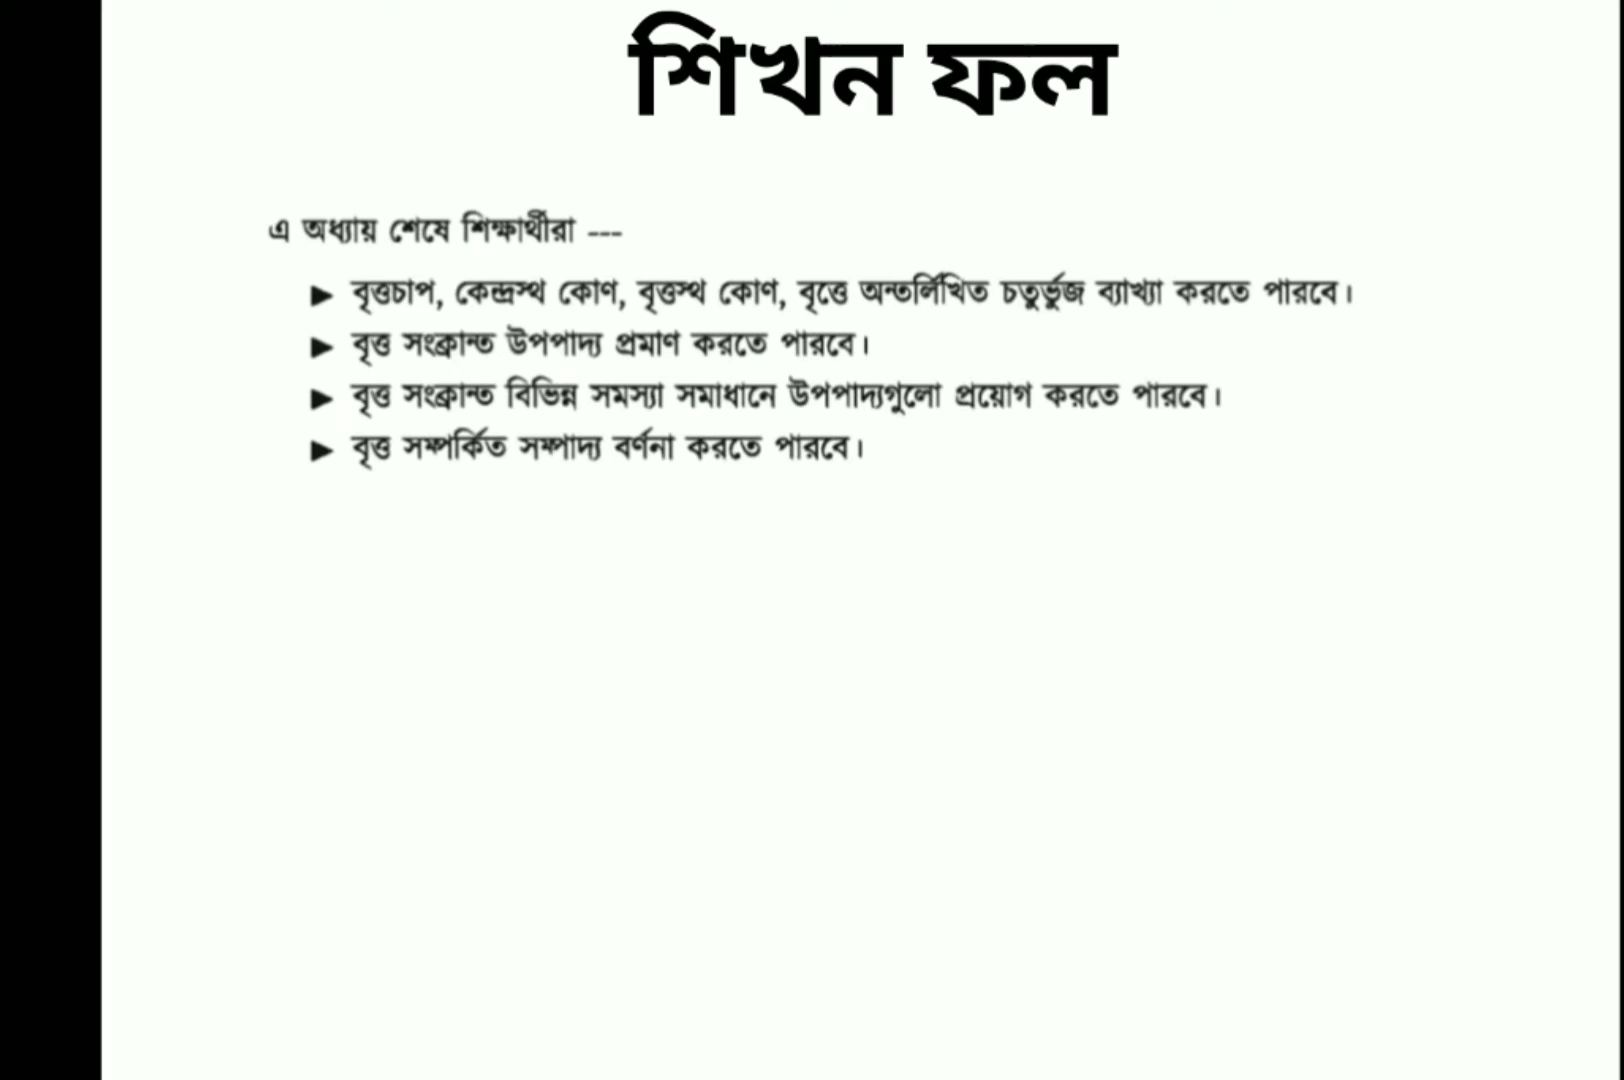 শিখন ফল
এ অধ্যায় শেষে শিক্ষার্থীরা ---
► বৃত্তচাপ, কেন্দ্রস্থ কোণ, বৃত্তস্থ কোণ, বৃত্তে অন্তর্লিখিত চতুর্ভুজ ব্যাখ্যা করতে পারবে।
► বৃত্ত সংক্রান্ত উপপাদ্য প্রমাণ করতে পারবে।
► বৃত্ত সংক্রান্ত বিভিন্ন সমস্যা সমাধানে উপপাদ্যগুলো প্রয়োগ করতে পারবে।
► বৃত্ত সম্পর্কিত সম্পাদ্য বর্ণনা করতে পারবে।